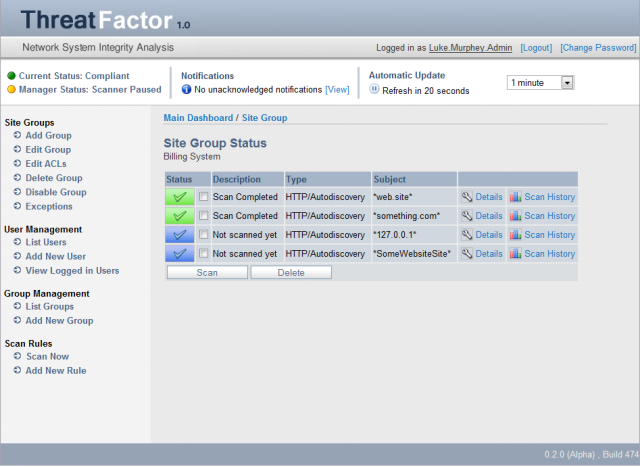 ThreatFactor 1.0
Network System Integrity Analysis
Logged in as Luke.Murphey.Admin [Logout] [Change Password]
Current Status: Compliant
Manager Status: Scanner Paused
Notifications
No unacknowledged notifications [View]
Automatic Update
Refresh in 20 seconds
1 minute
Site Groups
Add Group
Edit Group
Edit ACLs
Delete Group
Disable Group
Exceptions
User Management
List Users
Add New User
View Logged in Users
Group Management
List Groups
Add New Group
Scan Rules
Scan Now
Add New Rule
Main Dashboard / Site Group
Site Group Status
Billing System
Status Description Type Subject
Scan Completed HTTP/Autodiscovery *web.site* Details Scan History
Scan Completed HTTP/Autodiscovery *something.com* Details Scan History
Not scanned yet HTTP/Autodiscovery *127.0.0.1* Details Scan History
Not scanned yet HTTP/Autodiscovery *SomeWebsiteSite* Details Scan History
Scan Delete
0.2.0 (Alpha) , Build 474